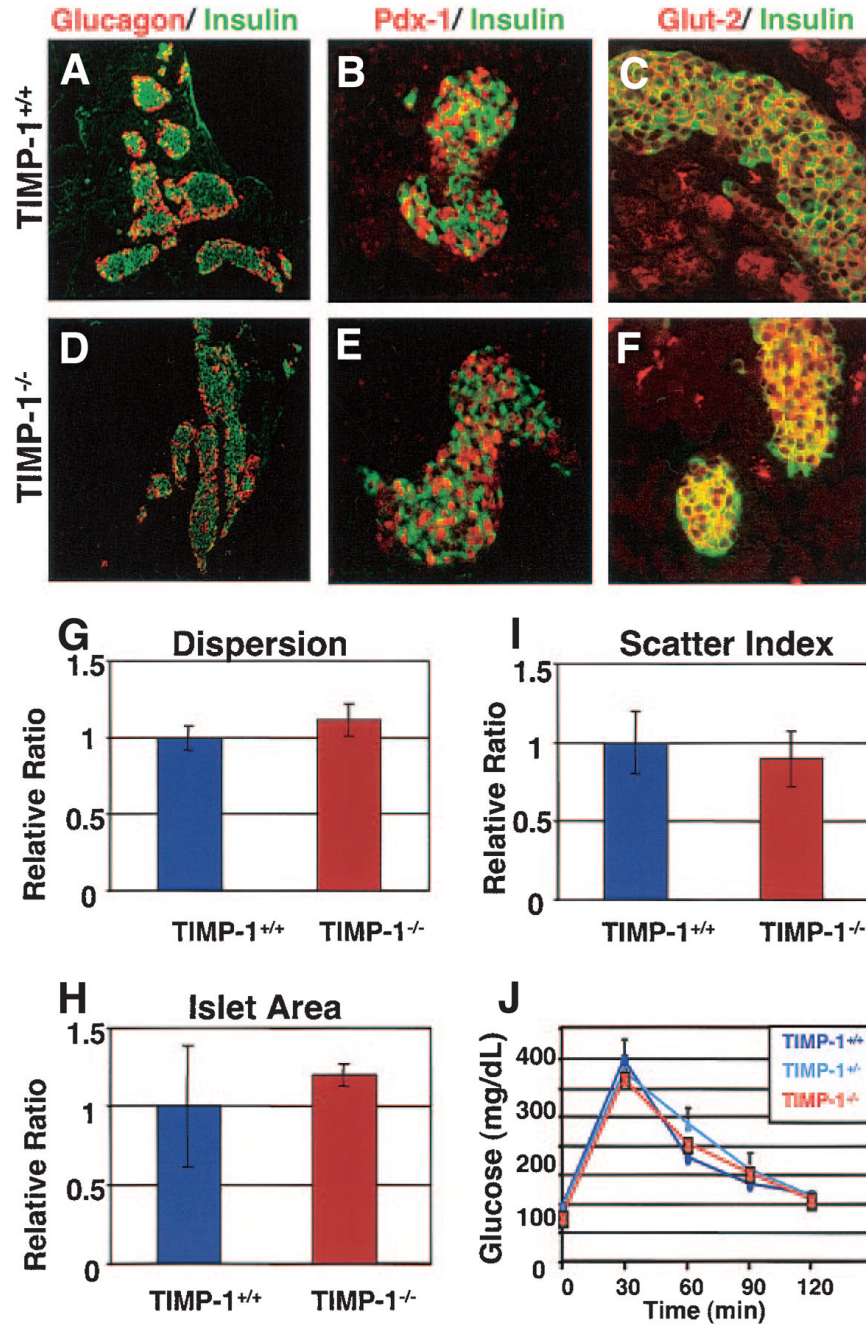 Glucagon/ Insulin
Pdx-1/ Insulin
Glut-2/ Insulin
TIMP-1+/+
A
B
C
TIMP-1-/-
D
E
F
G
Dispersion
Relative Ratio
1.5
1
0.5
0
TIMP-1+/+
TIMP-1-/-
I
Scatter Index
Relative Ratio
1.5
1
0.5
0
TIMP-1+/+
TIMP-1-/-
H
Islet Area
Relative Ratio
1.5
1
0.5
0
TIMP-1+/+
TIMP-1-/-
J
Glucose (mg/dL)
400
300
200
100
0
TIMP-1+/+
TIMP-1+/-
TIMP-1-/-
0 30 60 90 120
Time (min)